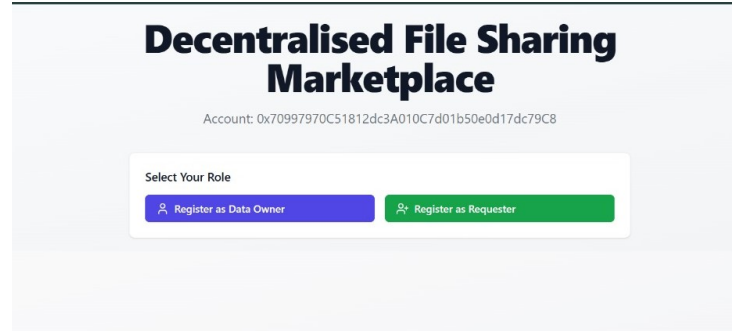 Decentralised File Sharing
Marketplace
Account: 0x70997970C51812dc3A010C7d01b50e0d17dc79C8
Select Your Role
Register as Data Owner
Register as Requester